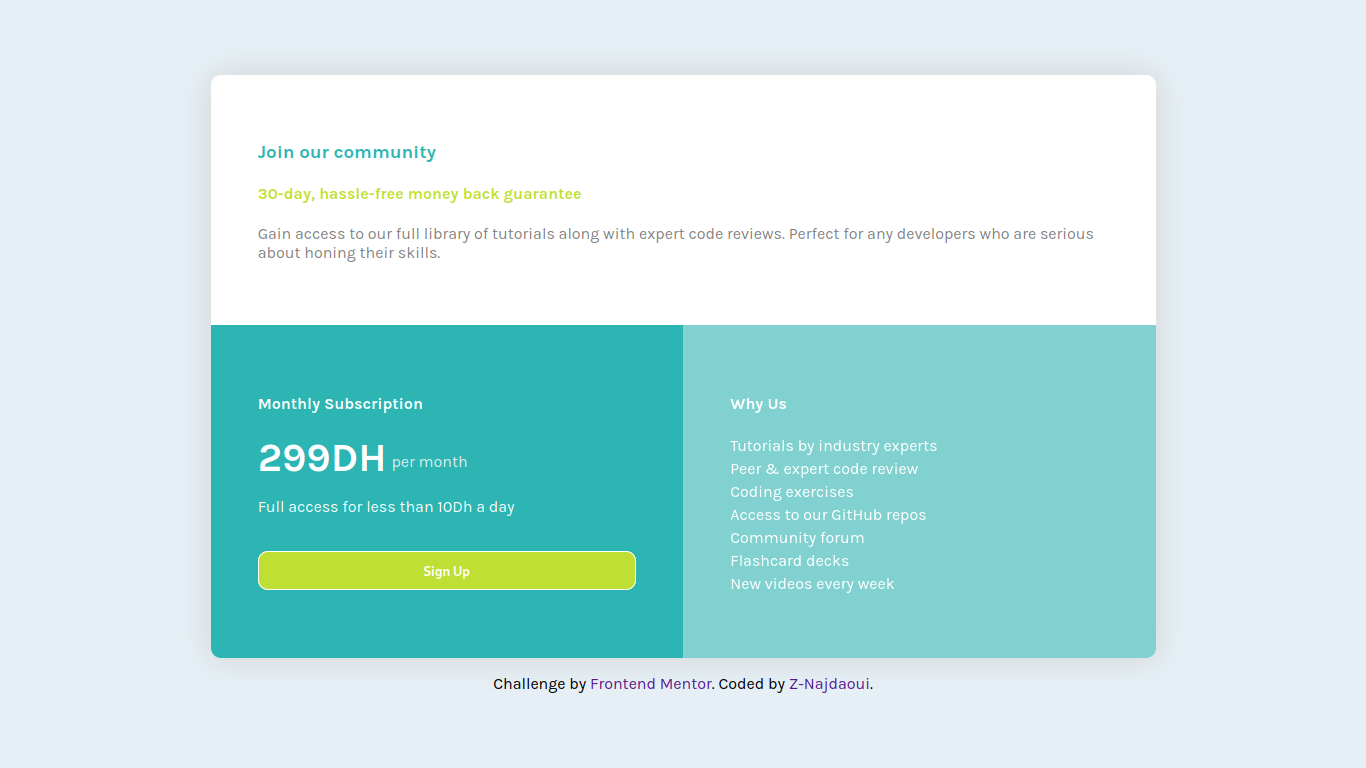 Join our community
30-day, hassle-free money back guarantee
Gain access to our full library of tutorials along with expert code reviews. Perfect for any developers who are serious
about honing their skills.
Monthly Subscription
299DH per month
Full access for less than 10Dh a day
Sign Up
Why Us
Tutorials by industry experts
Peer & expert code review
Coding exercises
Access to our GitHub repos
Community forum
Flashcard decks
New videos every week
Challenge by Frontend Mentor. Coded by Z-Najdaoui.